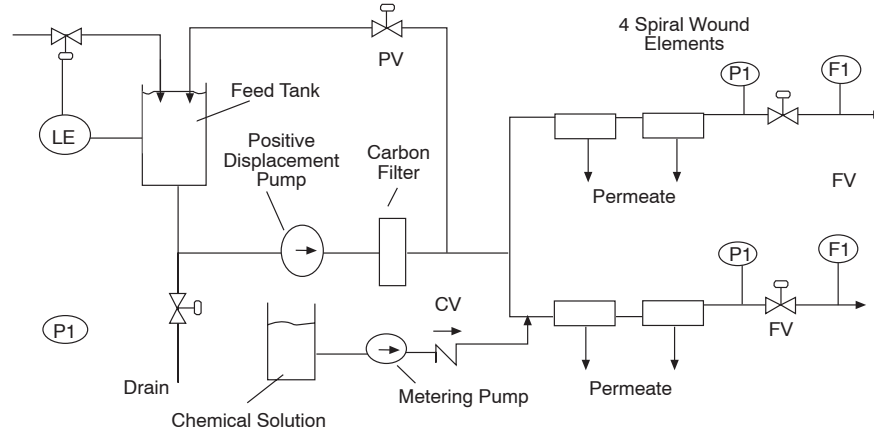 4 Spiral Wound
Elements
PV
P1
F1
Feed Tank
LE
Positive
Displacement
Pump
Carbon
Filter
Permeate
FV
P1
F1
CV
FV
P1
Drain
Metering Pump
Permeate
Chemical Solution